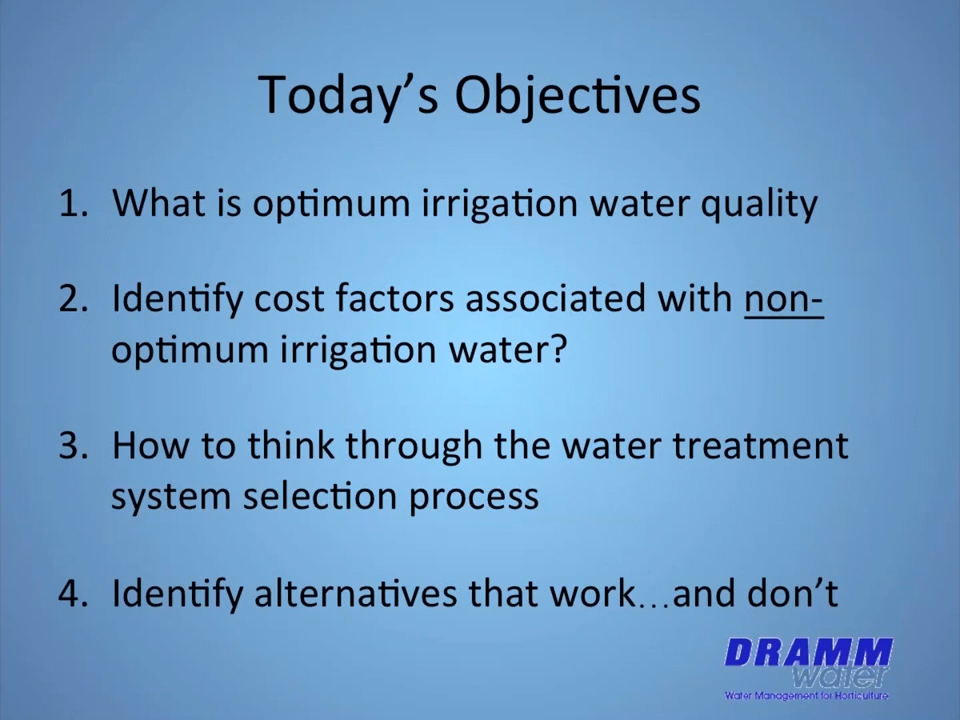 Today's Objectives
1. What is optimum irrigation water quality
2. Identify cost factors associated with non-
optimum irrigation water?
3. How to think through the water treatment
system selection process
4. Identify alternatives that work...and don't
DRAMM
water
Water Management for Horticulture